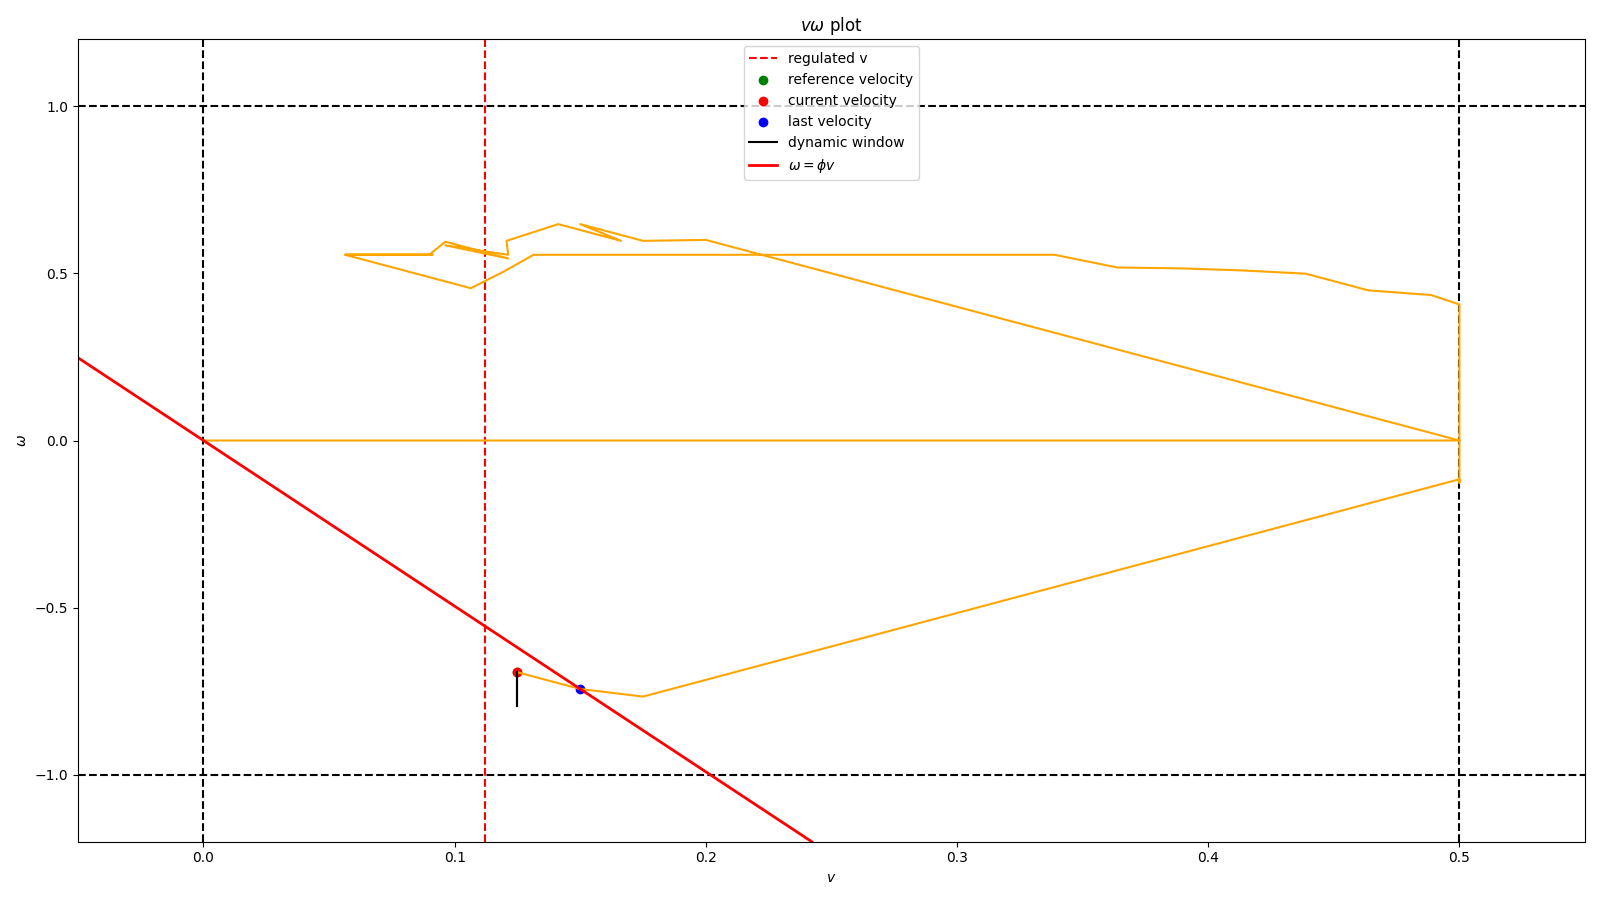 vω plot
regulated v
reference velocity
current velocity
last velocity
dynamic window
ω = ϕv
1.0
0.5
0.0
−0.5
−1.0
ω
0.0 0.1 0.2 0.3 0.4 0.5
v